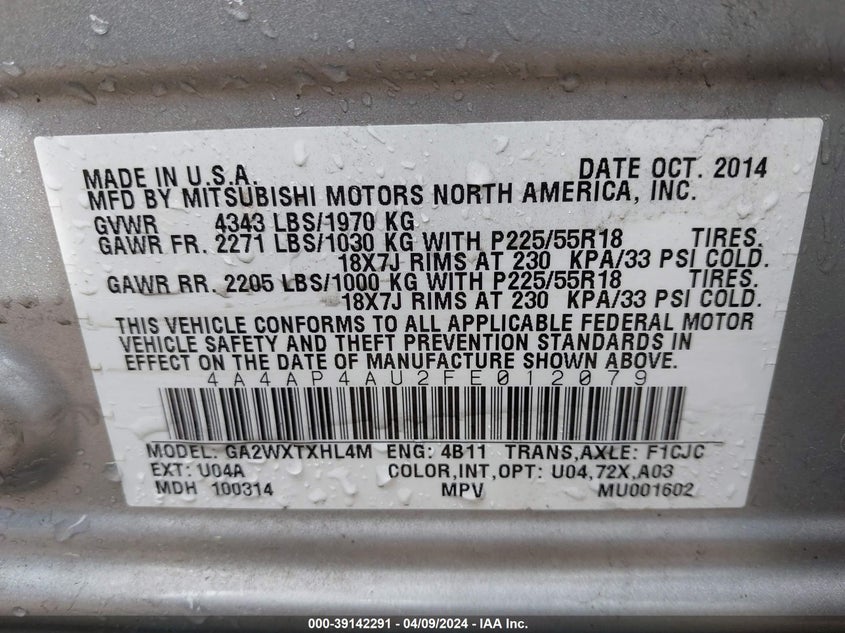 MADE IN U.S.A. DATE OCT. 2014
MFD BY MITSUBISHI MOTORS NORTH AMERICA, INC.
GVWR 4343 LBS/1970 KG
GAWR FR. 2271 LBS/1030 KG WITH P225/55R18 TIRES.
18X7J RIMS AT 230 KPA/33 PSI COLD.
GAWR RR. 2205 LBS/1000 KG WITH P225/55R18 TIRES.
18X7J RIMS AT 230 KPA/33 PSI COLD.
THIS VEHICLE CONFORMS TO ALL APPLICABLE FEDERAL MOTOR
VEHICLE SAFETY AND THEFT PREVENTION STANDARDS IN
EFFECT ON THE DATE OF MANUFACTURE SHOWN ABOVE.
4A4AP4AU2FE012079
MODEL: GA2WXTXHL4M ENG: 4B11 TRANS,AXLE: F1CJC
EXT: U04A COLOR,INT,OPT: U04,72X,A03
MDH 100314 MPV MU001602
000-39142291 - 04/09/2024 - IAA Inc.